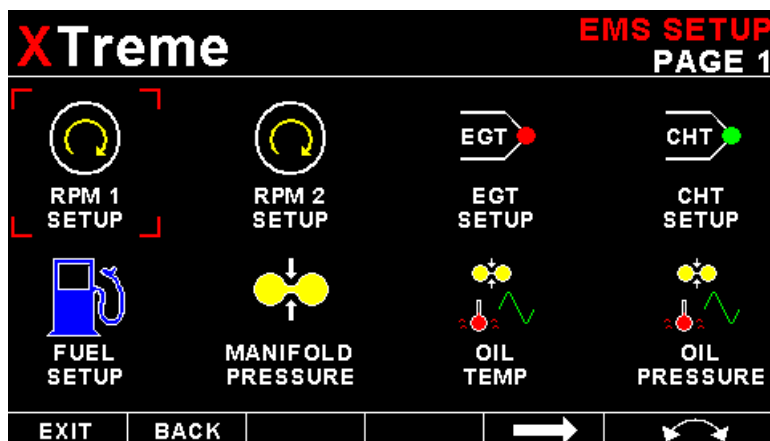 XTreme
EMS SETUP
PAGE 1
RPM 1
SETUP
RPM 2
SETUP
EGT
EGT
SETUP
CHT
CHT
SETUP
FUEL
SETUP
MANIFOLD
PRESSURE
OIL
TEMP
OIL
PRESSURE
EXIT
BACK